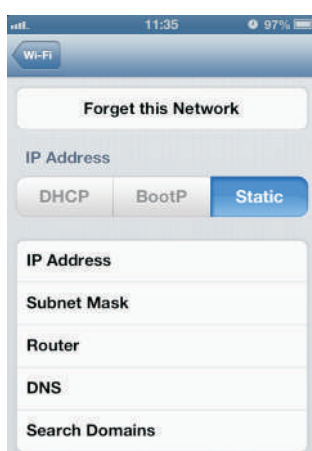 11:35 97%
Wi-Fi
Forget this Network
IP Address
DHCP BootP Static
IP Address
Subnet Mask
Router
DNS
Search Domains